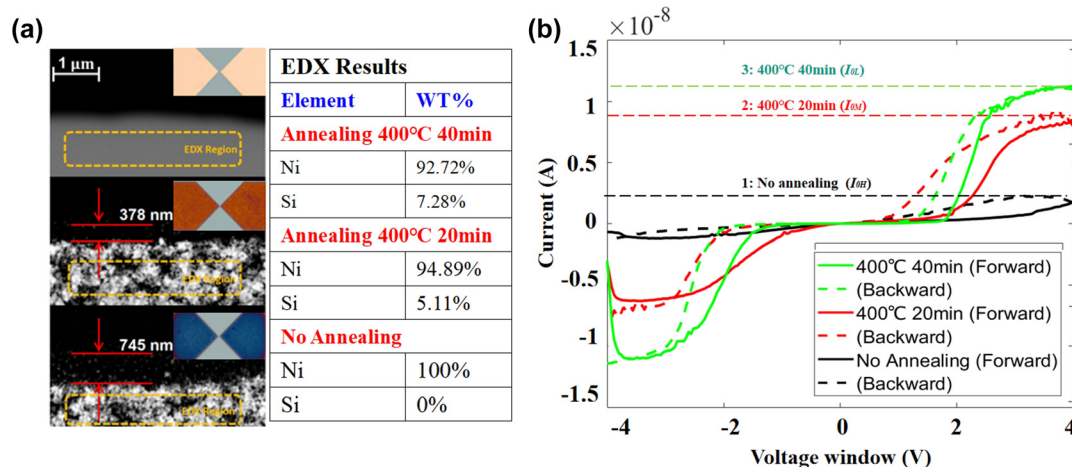 (a)
1 μm
EDX Region
378 nm
EDX Region
745 nm
EDX Region
EDX Results
Element WT%
Annealing 400°C 40min
Ni 92.72%
Si 7.28%
Annealing 400°C 20min
Ni 94.89%
Si 5.11%
No Annealing
Ni 100%
Si 0%
(b)
×10⁻⁸
1.5
1
0.5
0
-0.5
-1
-1.5
Current (A)
3: 400°C 40min (I0L)
2: 400°C 20min (I0M)
1: No annealing (I0H)
400℃ 40min (Forward)
(Backward)
400℃ 20min (Forward)
(Backward)
No Annealing (Forward)
(Backward)
-4 -2 0 2 4
Voltage window (V)